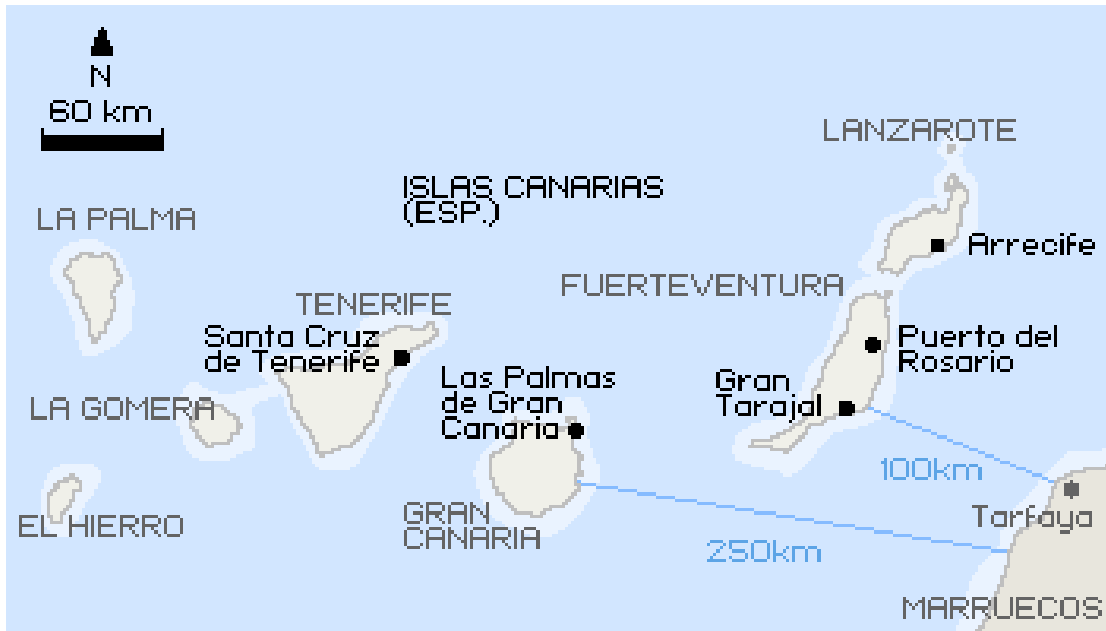 N
60 km
LANZAROTE
ISLAS CANARIAS
(ESP.)
LA PALMA
Arrecife
FUERTEVENTURA
TENERIFE
Santa Cruz
de Tenerife
Puerto del
Rosario
Las Palmas
de Gran
Canaria
Gran
Tarajal
LA GOMERA
100km
EL HIERRO
GRAN
CANARIA
Tarfaya
250km
MARRUECOS